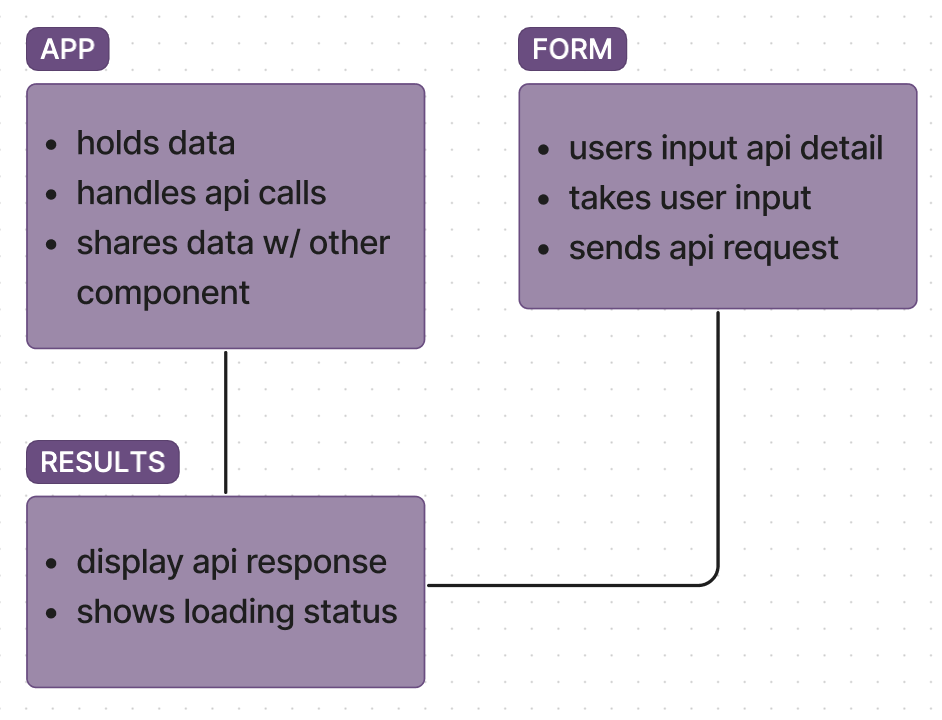 APP
• holds data
• handles api calls
• shares data w/ other
component
FORM
• users input api detail
• takes user input
• sends api request
RESULTS
• display api response
• shows loading status